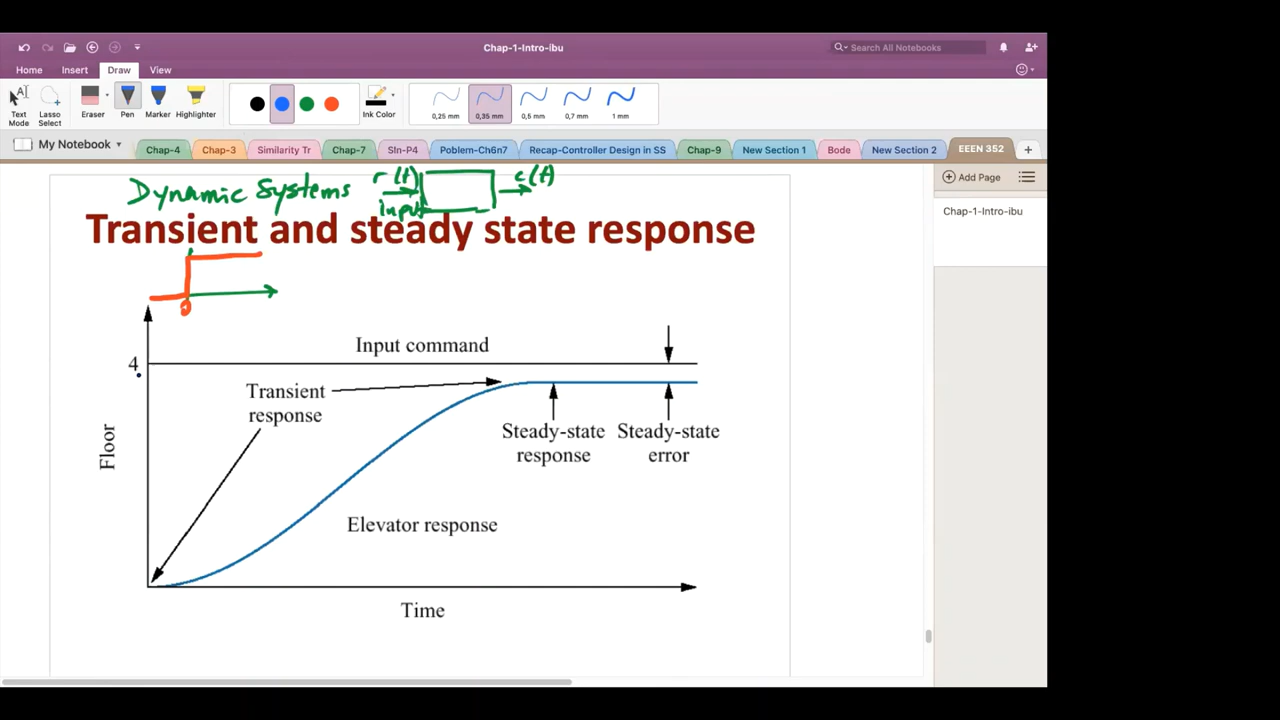 Chap-1-Intro-ibu
Search All Notebooks
Home Insert Draw View
Text Mode
Lasso Select
Eraser
Pen
Marker
Highlighter
Ink Color
0,25 mm
0,35 mm
0,5 mm
0,7 mm
1 mm
My Notebook
Chap-4
Chap-3
Similarity Tr
Chap-7
SIn-P4
Poblem-Ch6n7
Recap-Controller Design in SS
Chap-9
New Section 1
Bode
New Section 2
EEEN 352
Add Page
Chap-1-Intro-ibu
Dynamic Systems r(t) c(t)
input
Transient and steady state response
0
Input command
4
Transient
response
Steady-state
response
Steady-state
error
Floor
Elevator response
Time